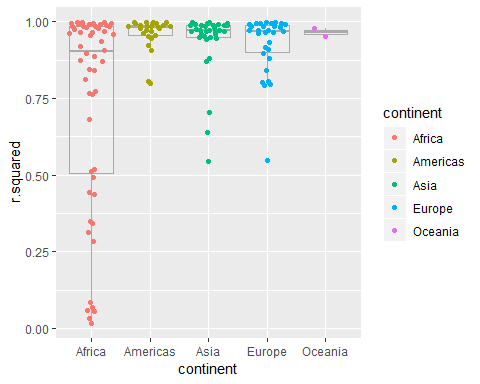 r.squared
1.00
0.75
0.50
0.25
0.00
Africa
Americas
Asia
Europe
Oceania
continent
continent
Africa
Americas
Asia
Europe
Oceania